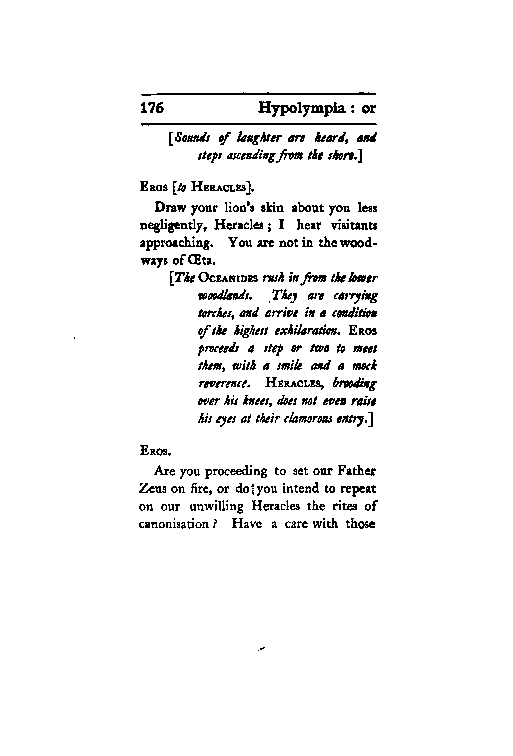 176 Hypolympia: or
[Sounds of laughter are heard, and
steps ascending from the shore.]
Eros [to Heracles].
Draw your lion's skin about you less
negligently, Heracles; I hear visitants
approaching. You are not in the wood-
ways of Œta.
[The Oceanides rush in from the lower
woodlands. They are carrying
torches, and arrive in a condition
of the highest exhilaration. Eros
proceeds a step or two to meet
them, with a smile and a mock
reverence. Heracles, brooding
over his knees, does not even raise
his eyes at their clamorous entry.]
Eros.
Are you proceeding to set our Father
Zeus on fire, or do you intend to repeat
on our unwilling Heracles the rites of
canonisation? Have a care with those